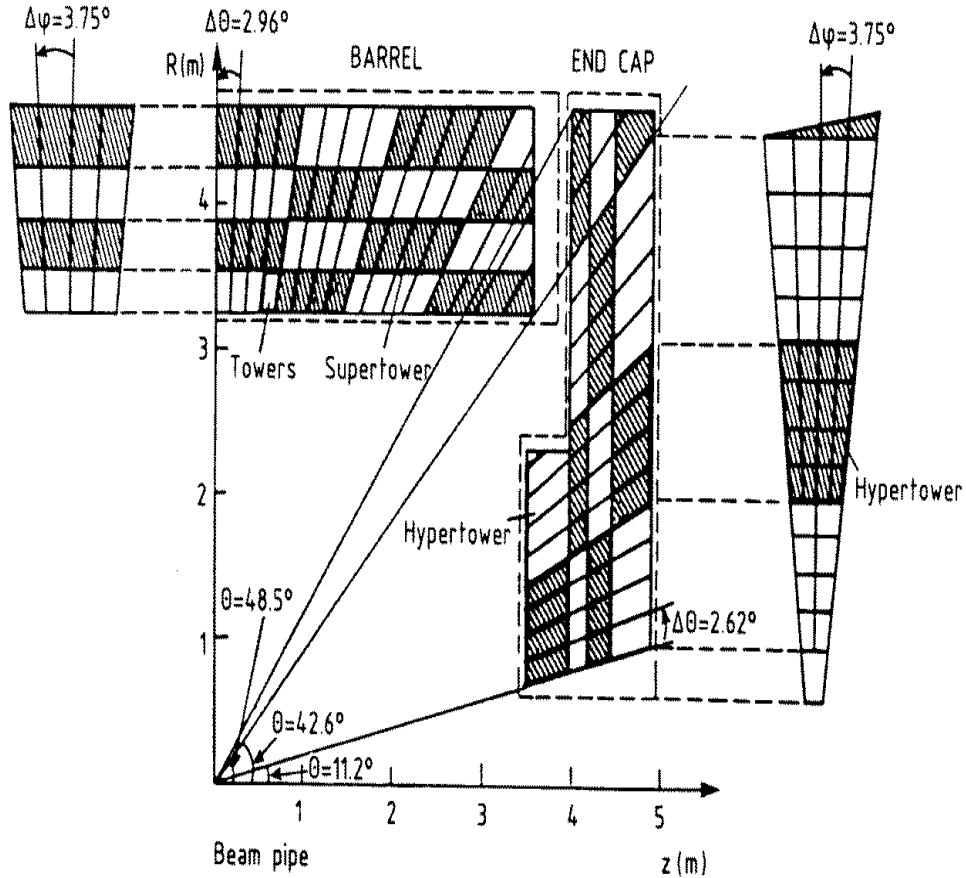 Δφ=3.75°
Δθ=2.96°
R(m)
BARREL
END CAP
Δφ=3.75°
4
3
Towers
Supertower
2
Hypertower
Hypertower
θ=48.5°
1
Δθ=2.62°
θ=42.6°
θ=11.2°
1
2
3
4
5
Beam pipe
z(m)